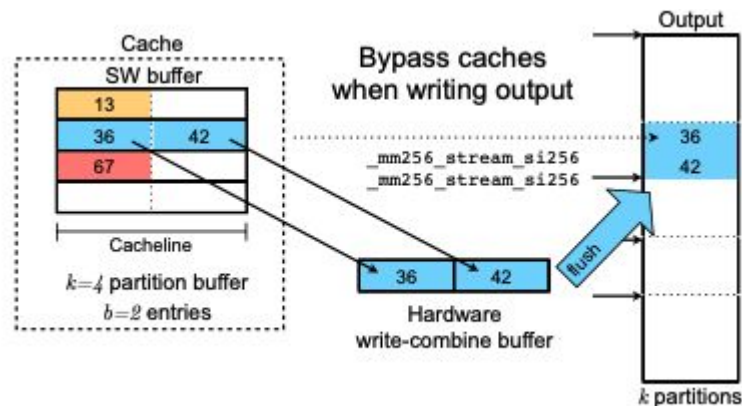 Cache
SW buffer
13
36 42
67
Cacheline
k=4 partition buffer
b=2 entries
Bypass caches
when writing output
_mm256_stream_si256
_mm256_stream_si256
36 42
Hardware
write-combine buffer
flush
Output
36
42
k partitions